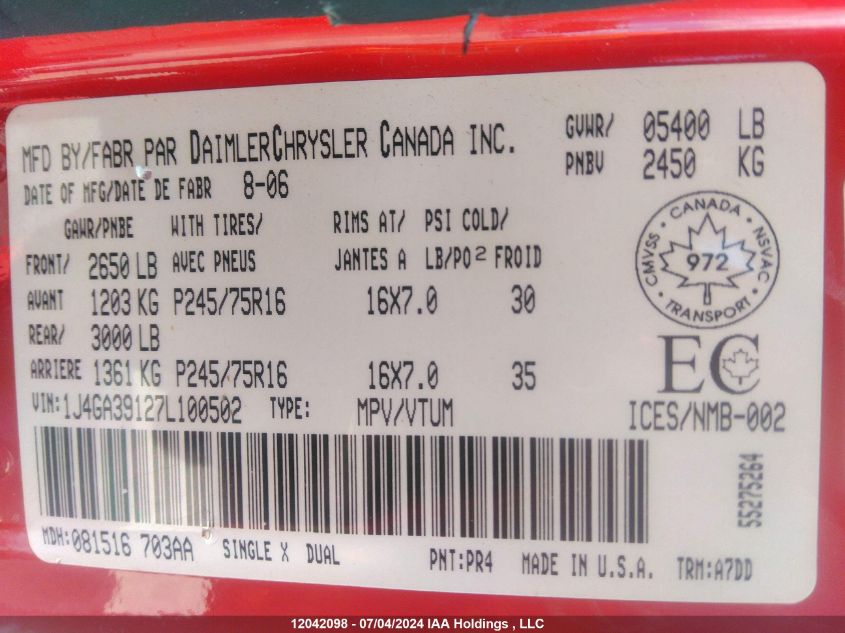 MFD BY/FABR PAR DAIMLERCHRYSLER CANADA INC.
GVWR/ 05400 LB
PNBV 2450 KG
DATE OF MFG/DATE DE FABR 8-06
GAWR/PNBE WITH TIRES/ RIMS AT/ PSI COLD/
FRONT/ 2650 LB AVEC PNEUS JANTES A LB/PO2 FROID
AVANT 1203 KG P245/75R16 16X7.0 30
REAR/ 3000 LB
ARRIERE 1361 KG P245/75R16 16X7.0 35
CANADA
CMVSS NSVAC
972
TRANSPORT
EC
VIN:1J4GA39127L100502 TYPE: MPV/VTUM ICES/NMB-002
55275264
MDH:081516 703AA SINGLE X DUAL PNT:PR4 MADE IN U.S.A. TRM:A7DD
12042098 - 07/04/2024 IAA Holdings , LLC